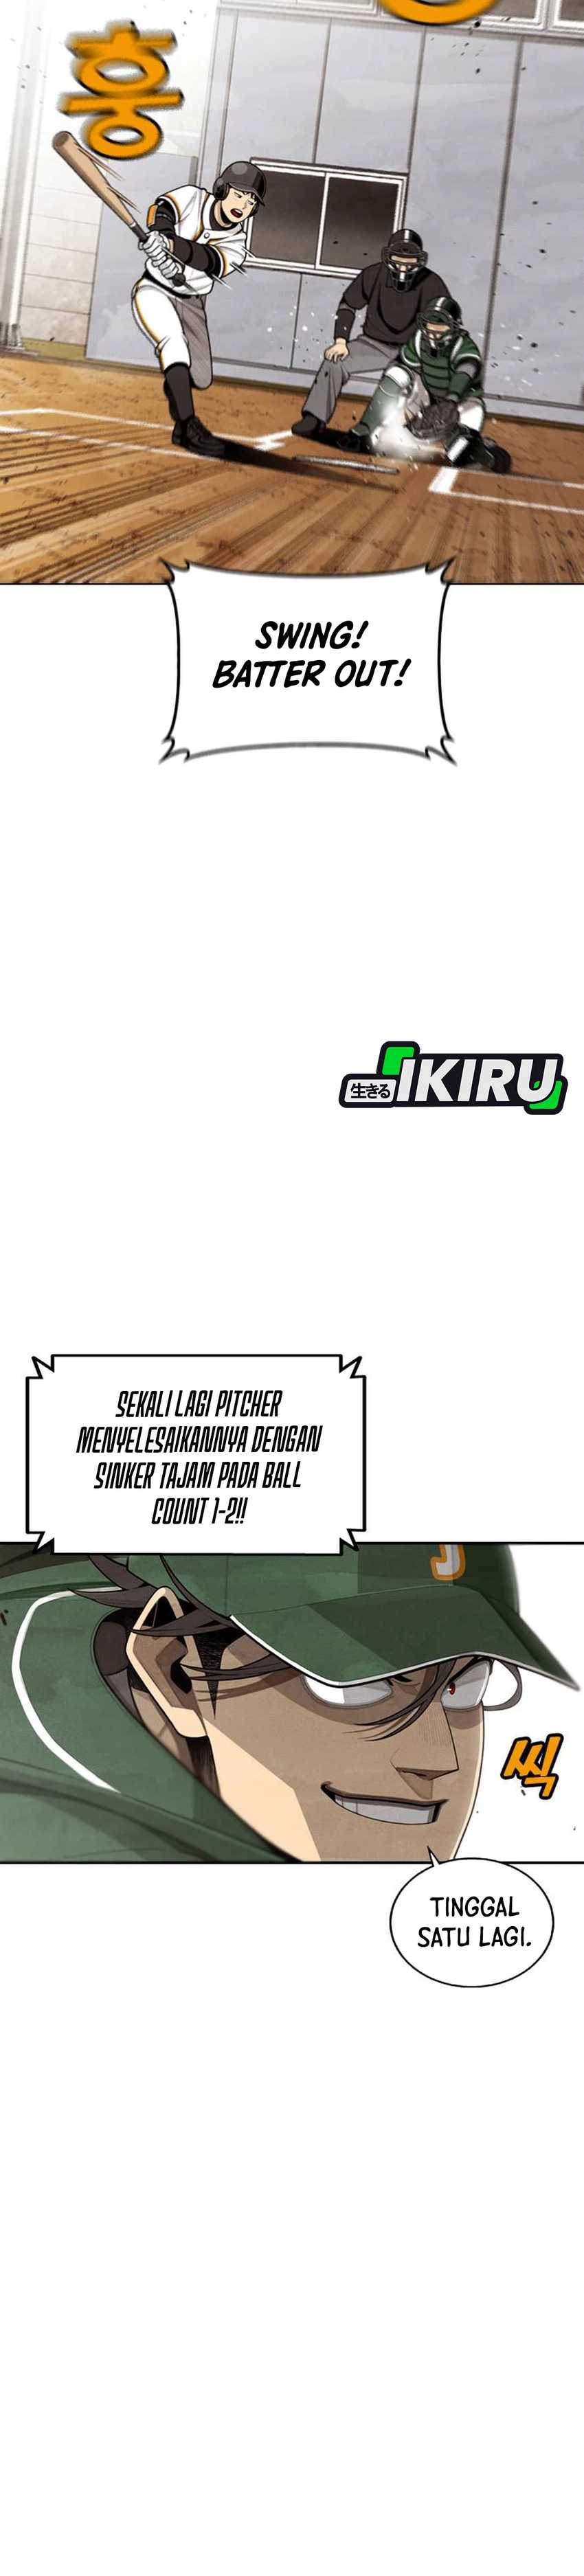 훙
SWING!
BATTER OUT!
生きる IKIRU
SEKALI LAGI PITCHER
MENYELESAIKANNYA DENGAN
SINKER TAJAM PADA BALL
COUNT 1-2!!
J
씩
TINGGAL
SATU LAGI.